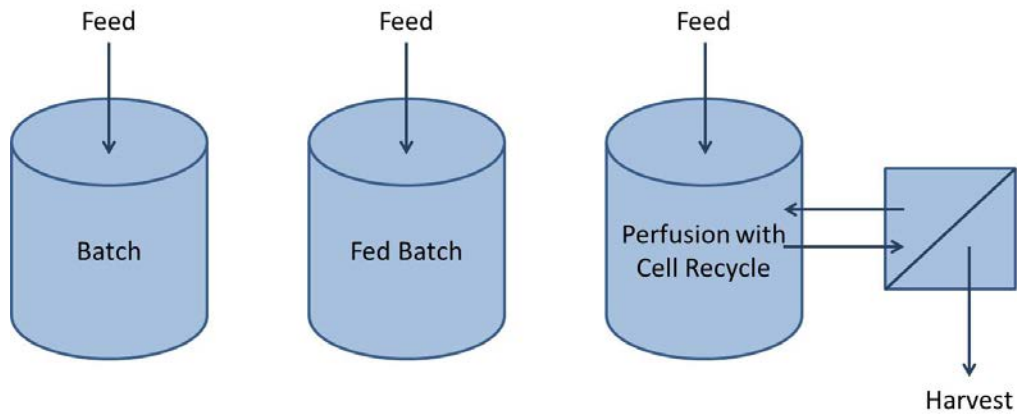 Feed
Feed
Feed
Batch
Fed Batch
Perfusion with
Cell Recycle
Harvest